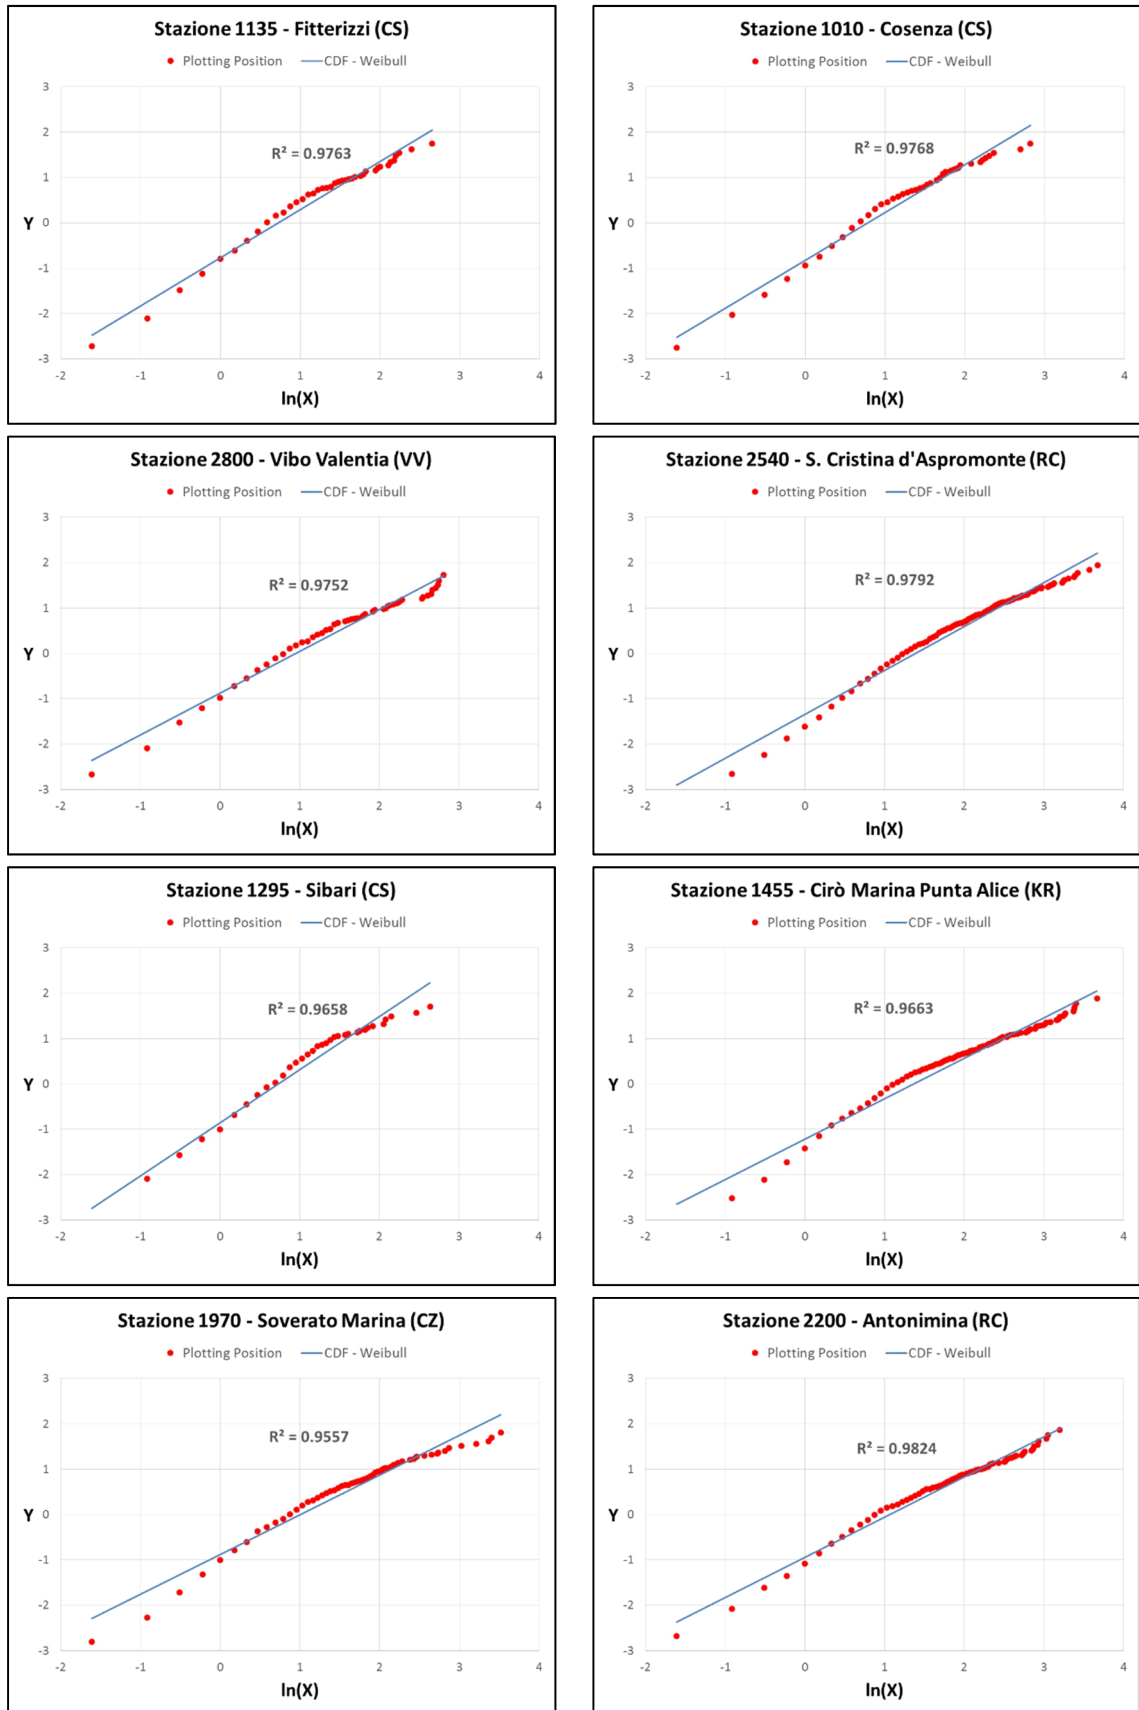 Stazione 1135 - Fitterizzi (CS)
Plotting Position CDF - Weibull
3
2
R² = 0.9763
1
Y 0
-1
-2
-3
-2 -1 0 1 2 3 4
ln(X)
Stazione 1010 - Cosenza (CS)
Plotting Position CDF - Weibull
3
2
R² = 0.9768
1
Y 0
-1
-2
-3
-2 -1 0 1 2 3 4
ln(X)
Stazione 2800 - Vibo Valentia (VV)
Plotting Position CDF - Weibull
3
2
R² = 0.9752
1
Y 0
-1
-2
-3
-2 -1 0 1 2 3 4
ln(X)
Stazione 2540 - S. Cristina d'Aspromonte (RC)
Plotting Position CDF - Weibull
3
2
R² = 0.9792
1
Y 0
-1
-2
-3
-2 -1 0 1 2 3 4
ln(X)
Stazione 1295 - Sibari (CS)
Plotting Position CDF - Weibull
3
2
R² = 0.9658
1
Y 0
-1
-2
-3
-2 -1 0 1 2 3 4
ln(X)
Stazione 1455 - Cirò Marina Punta Alice (KR)
Plotting Position CDF - Weibull
3
2
R² = 0.9663
1
Y 0
-1
-2
-3
-2 -1 0 1 2 3 4
ln(X)
Stazione 1970 - Soverato Marina (CZ)
Plotting Position CDF - Weibull
3
2
R² = 0.9557
1
Y 0
-1
-2
-3
-2 -1 0 1 2 3 4
ln(X)
Stazione 2200 - Antonimina (RC)
Plotting Position CDF - Weibull
3
2
R² = 0.9824
1
Y 0
-1
-2
-3
-2 -1 0 1 2 3 4
ln(X)